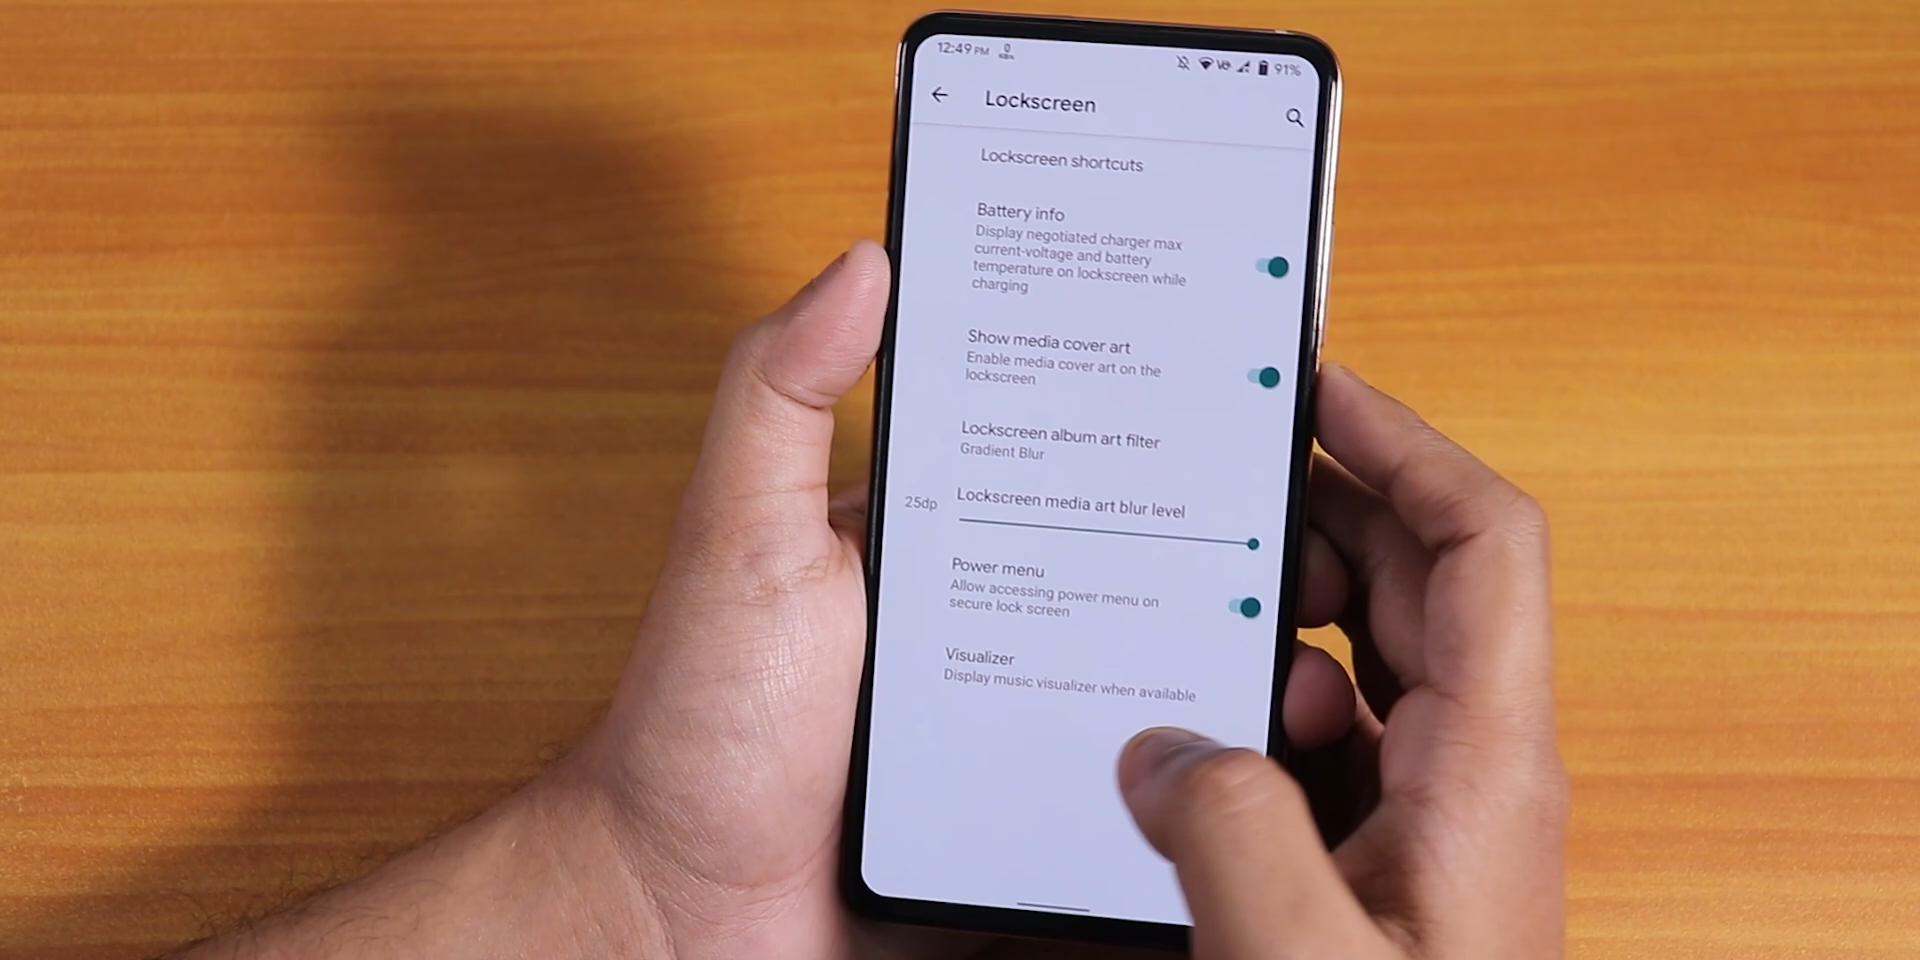 12:49 PM 0 KB/s 91%
Lockscreen
Lockscreen shortcuts
Battery info
Display negotiated charger max
current-voltage and battery
temperature on lockscreen while
charging
Show media cover art
Enable media cover art on the
lockscreen
Lockscreen album art filter
Gradient Blur
25dp Lockscreen media art blur level
Power menu
Allow accessing power menu on
secure lock screen
Visualizer
Display music visualizer when available